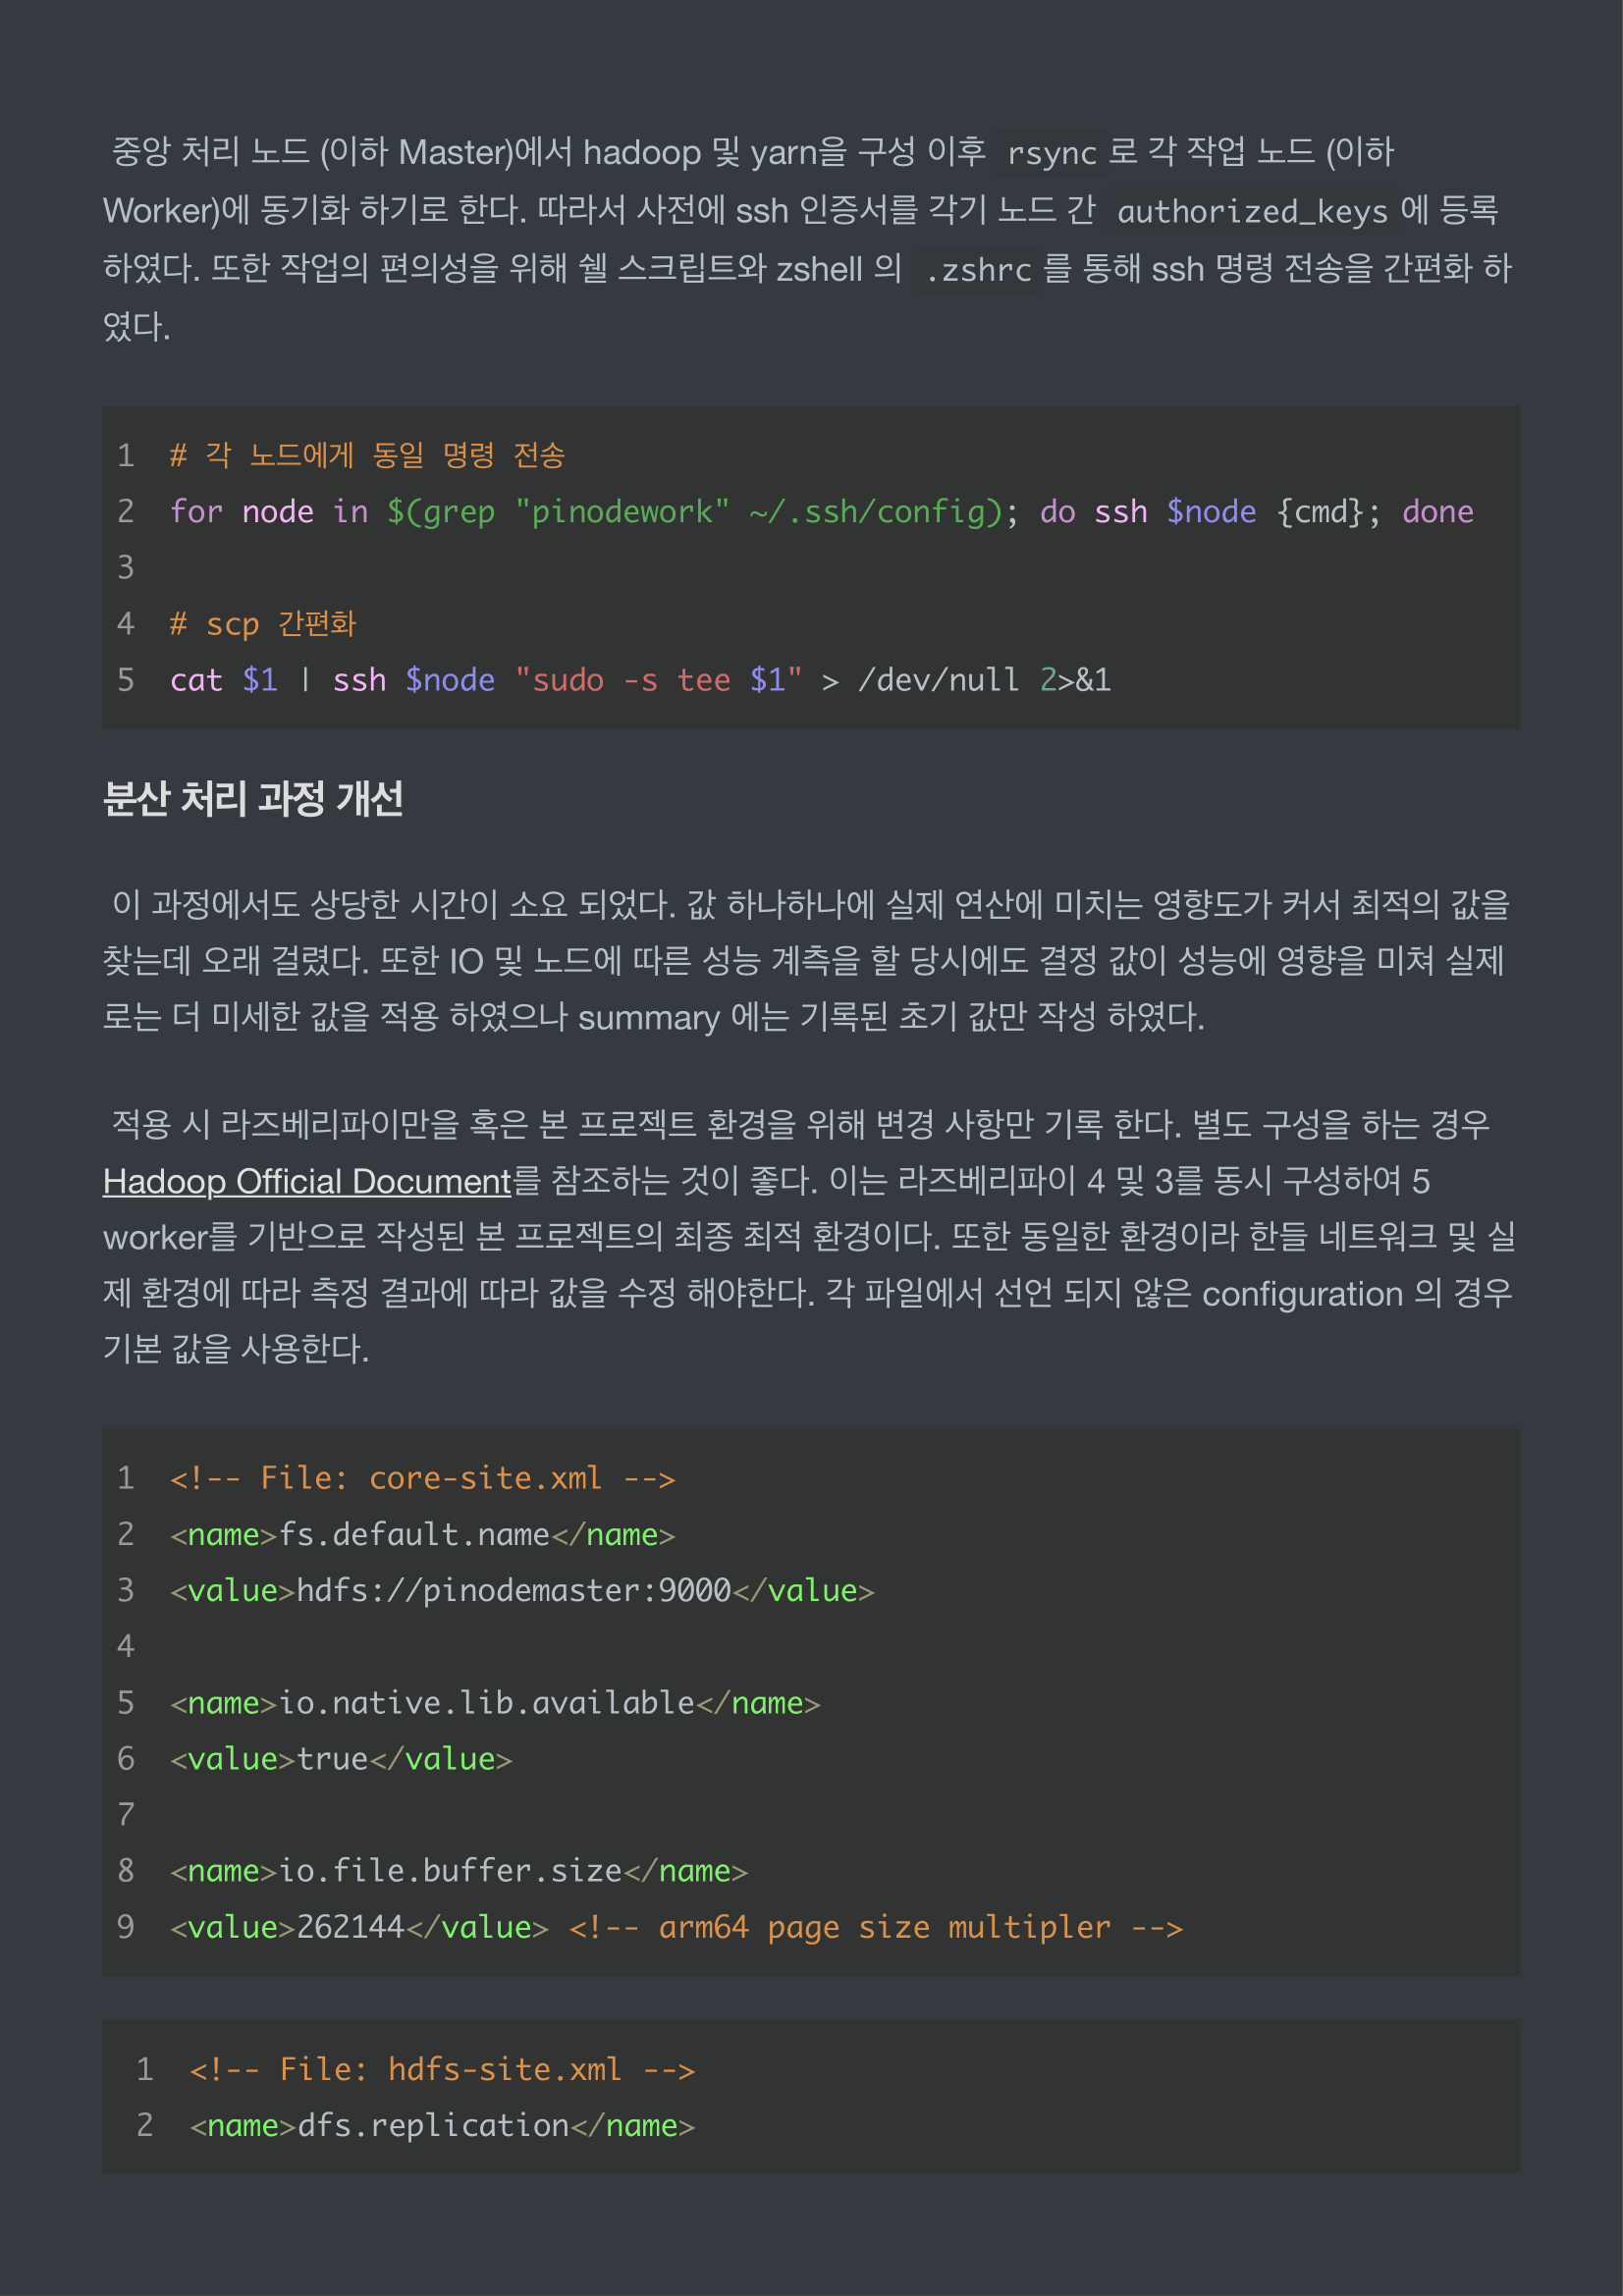 중앙 처리 노드 (이하 Master)에서 hadoop 및 yarn을 구성 이후 rsync 로 각 작업 노드 (이하
Worker)에 동기화 하기로 한다. 따라서 사전에 ssh 인증서를 각기 노드 간 authorized_keys 에 등록
하였다. 또한 작업의 편의성을 위해 쉘 스크립트와 zshell 의 .zshrc 를 통해 ssh 명령 전송을 간편화 하
였다.
1 # 각 노드에게 동일 명령 전송
2 for node in $(grep "pinodework" ~/.ssh/config); do ssh $node {cmd}; done
3
4 # scp 간편화
5 cat $1 | ssh $node "sudo -s tee $1" > /dev/null 2>&1
분산 처리 과정 개선
이 과정에서도 상당한 시간이 소요 되었다. 값 하나하나에 실제 연산에 미치는 영향도가 커서 최적의 값을
찾는데 오래 걸렸다. 또한 IO 및 노드에 따른 성능 계측을 할 당시에도 결정 값이 성능에 영향을 미쳐 실제
로는 더 미세한 값을 적용 하였으나 summary 에는 기록된 초기 값만 작성 하였다.
적용 시 라즈베리파이만을 혹은 본 프로젝트 환경을 위해 변경 사항만 기록 한다. 별도 구성을 하는 경우
Hadoop Official Document를 참조하는 것이 좋다. 이는 라즈베리파이 4 및 3를 동시 구성하여 5
worker를 기반으로 작성된 본 프로젝트의 최종 최적 환경이다. 또한 동일한 환경이라 한들 네트워크 및 실
제 환경에 따라 측정 결과에 따라 값을 수정 해야한다. 각 파일에서 선언 되지 않은 configuration 의 경우
기본 값을 사용한다.
1 <!-- File: core-site.xml -->
2 <name>fs.default.name</name>
3 <value>hdfs://pinodemaster:9000</value>
4
5 <name>io.native.lib.available</name>
6 <value>true</value>
7
8 <name>io.file.buffer.size</name>
9 <value>262144</value> <!-- arm64 page size multipler -->
1 <!-- File: hdfs-site.xml -->
2 <name>dfs.replication</name>